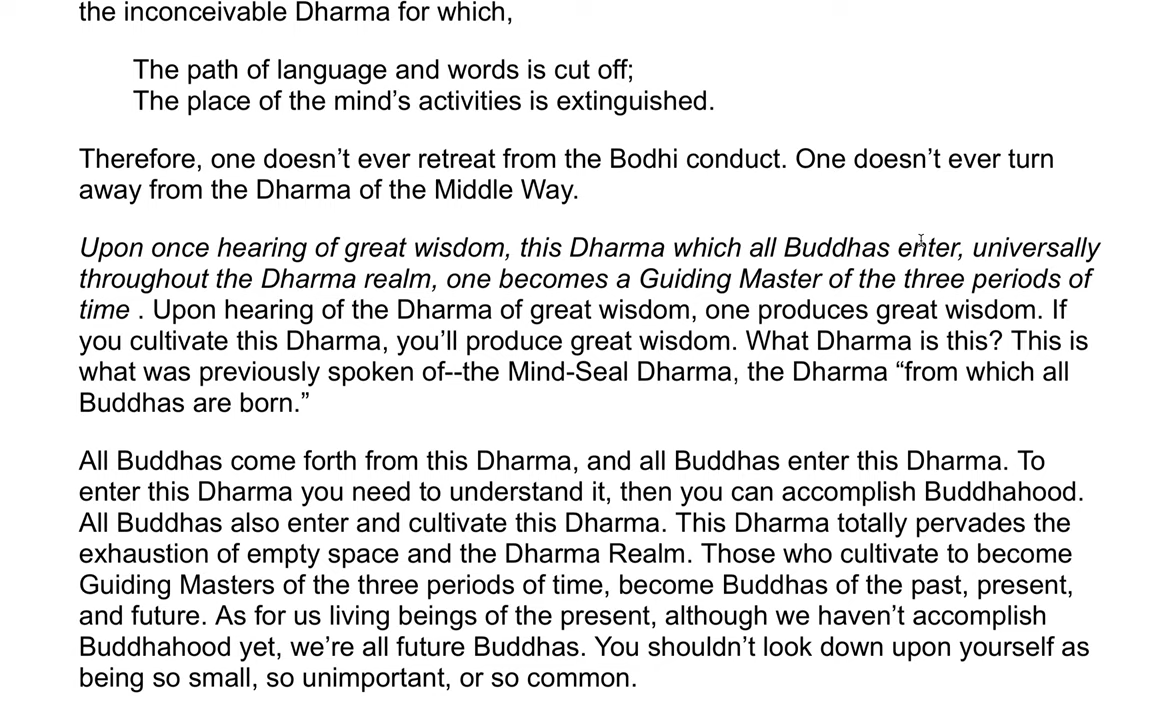 the inconceivable Dharma for which,
The path of language and words is cut off;
The place of the mind’s activities is extinguished.
Therefore, one doesn’t ever retreat from the Bodhi conduct. One doesn’t ever turn
away from the Dharma of the Middle Way.
Upon once hearing of great wisdom, this Dharma which all Buddhas enter, universally
throughout the Dharma realm, one becomes a Guiding Master of the three periods of
time . Upon hearing of the Dharma of great wisdom, one produces great wisdom. If
you cultivate this Dharma, you’ll produce great wisdom. What Dharma is this? This is
what was previously spoken of--the Mind-Seal Dharma, the Dharma “from which all
Buddhas are born.”
All Buddhas come forth from this Dharma, and all Buddhas enter this Dharma. To
enter this Dharma you need to understand it, then you can accomplish Buddhahood.
All Buddhas also enter and cultivate this Dharma. This Dharma totally pervades the
exhaustion of empty space and the Dharma Realm. Those who cultivate to become
Guiding Masters of the three periods of time, become Buddhas of the past, present,
and future. As for us living beings of the present, although we haven’t accomplish
Buddhahood yet, we’re all future Buddhas. You shouldn’t look down upon yourself as
being so small, so unimportant, or so common.